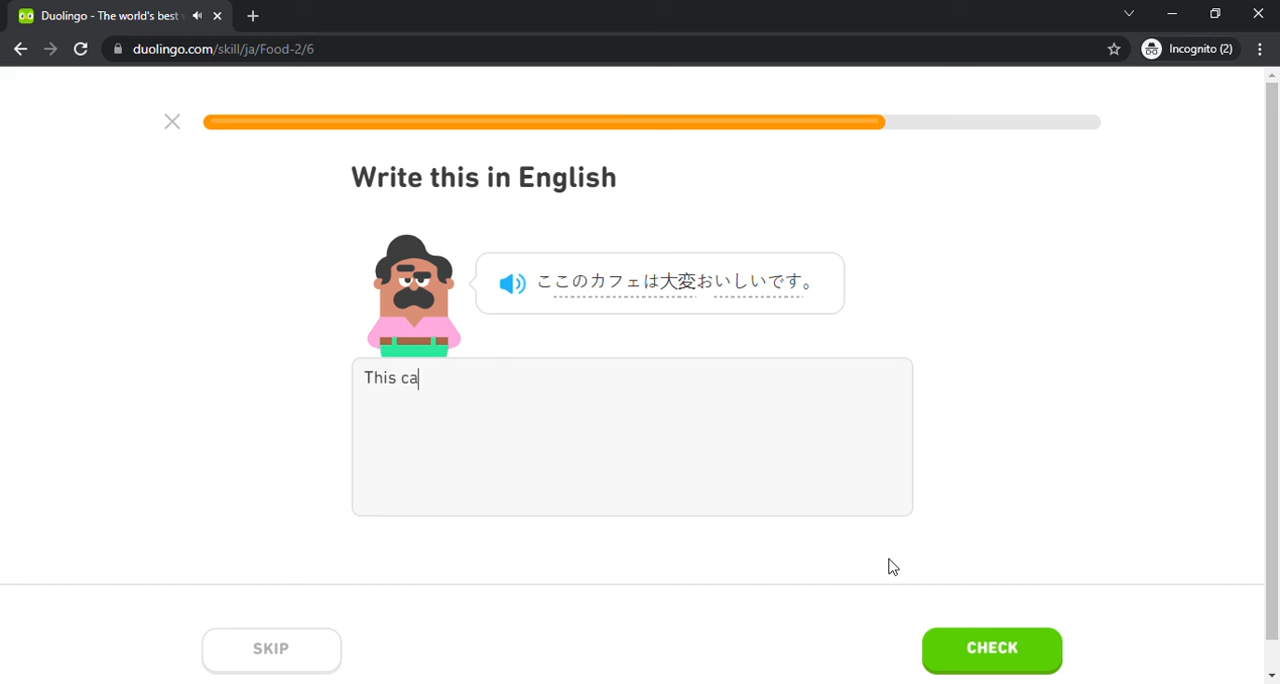 Duolingo - The world's best
duolingo.com/skill/ja/Food-2/6
Incognito (2)
Write this in English
ここのカフェは大変おいしいです。
This ca
SKIP
CHECK